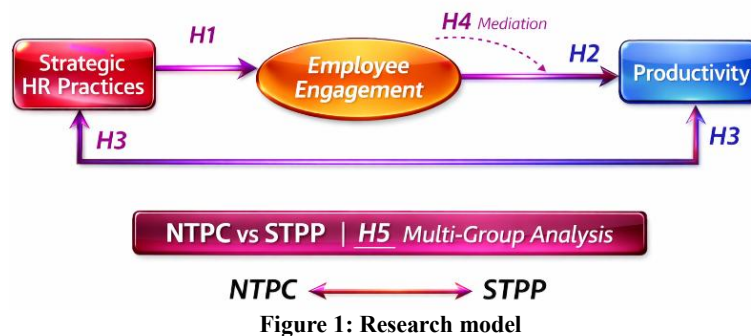 H4 Mediation
H1
H2
Strategic
HR Practices
Employee
Engagement
Productivity
H3
H3
NTPC vs STPP | H5 Multi-Group Analysis
NTPC
STPP
Figure 1: Research model